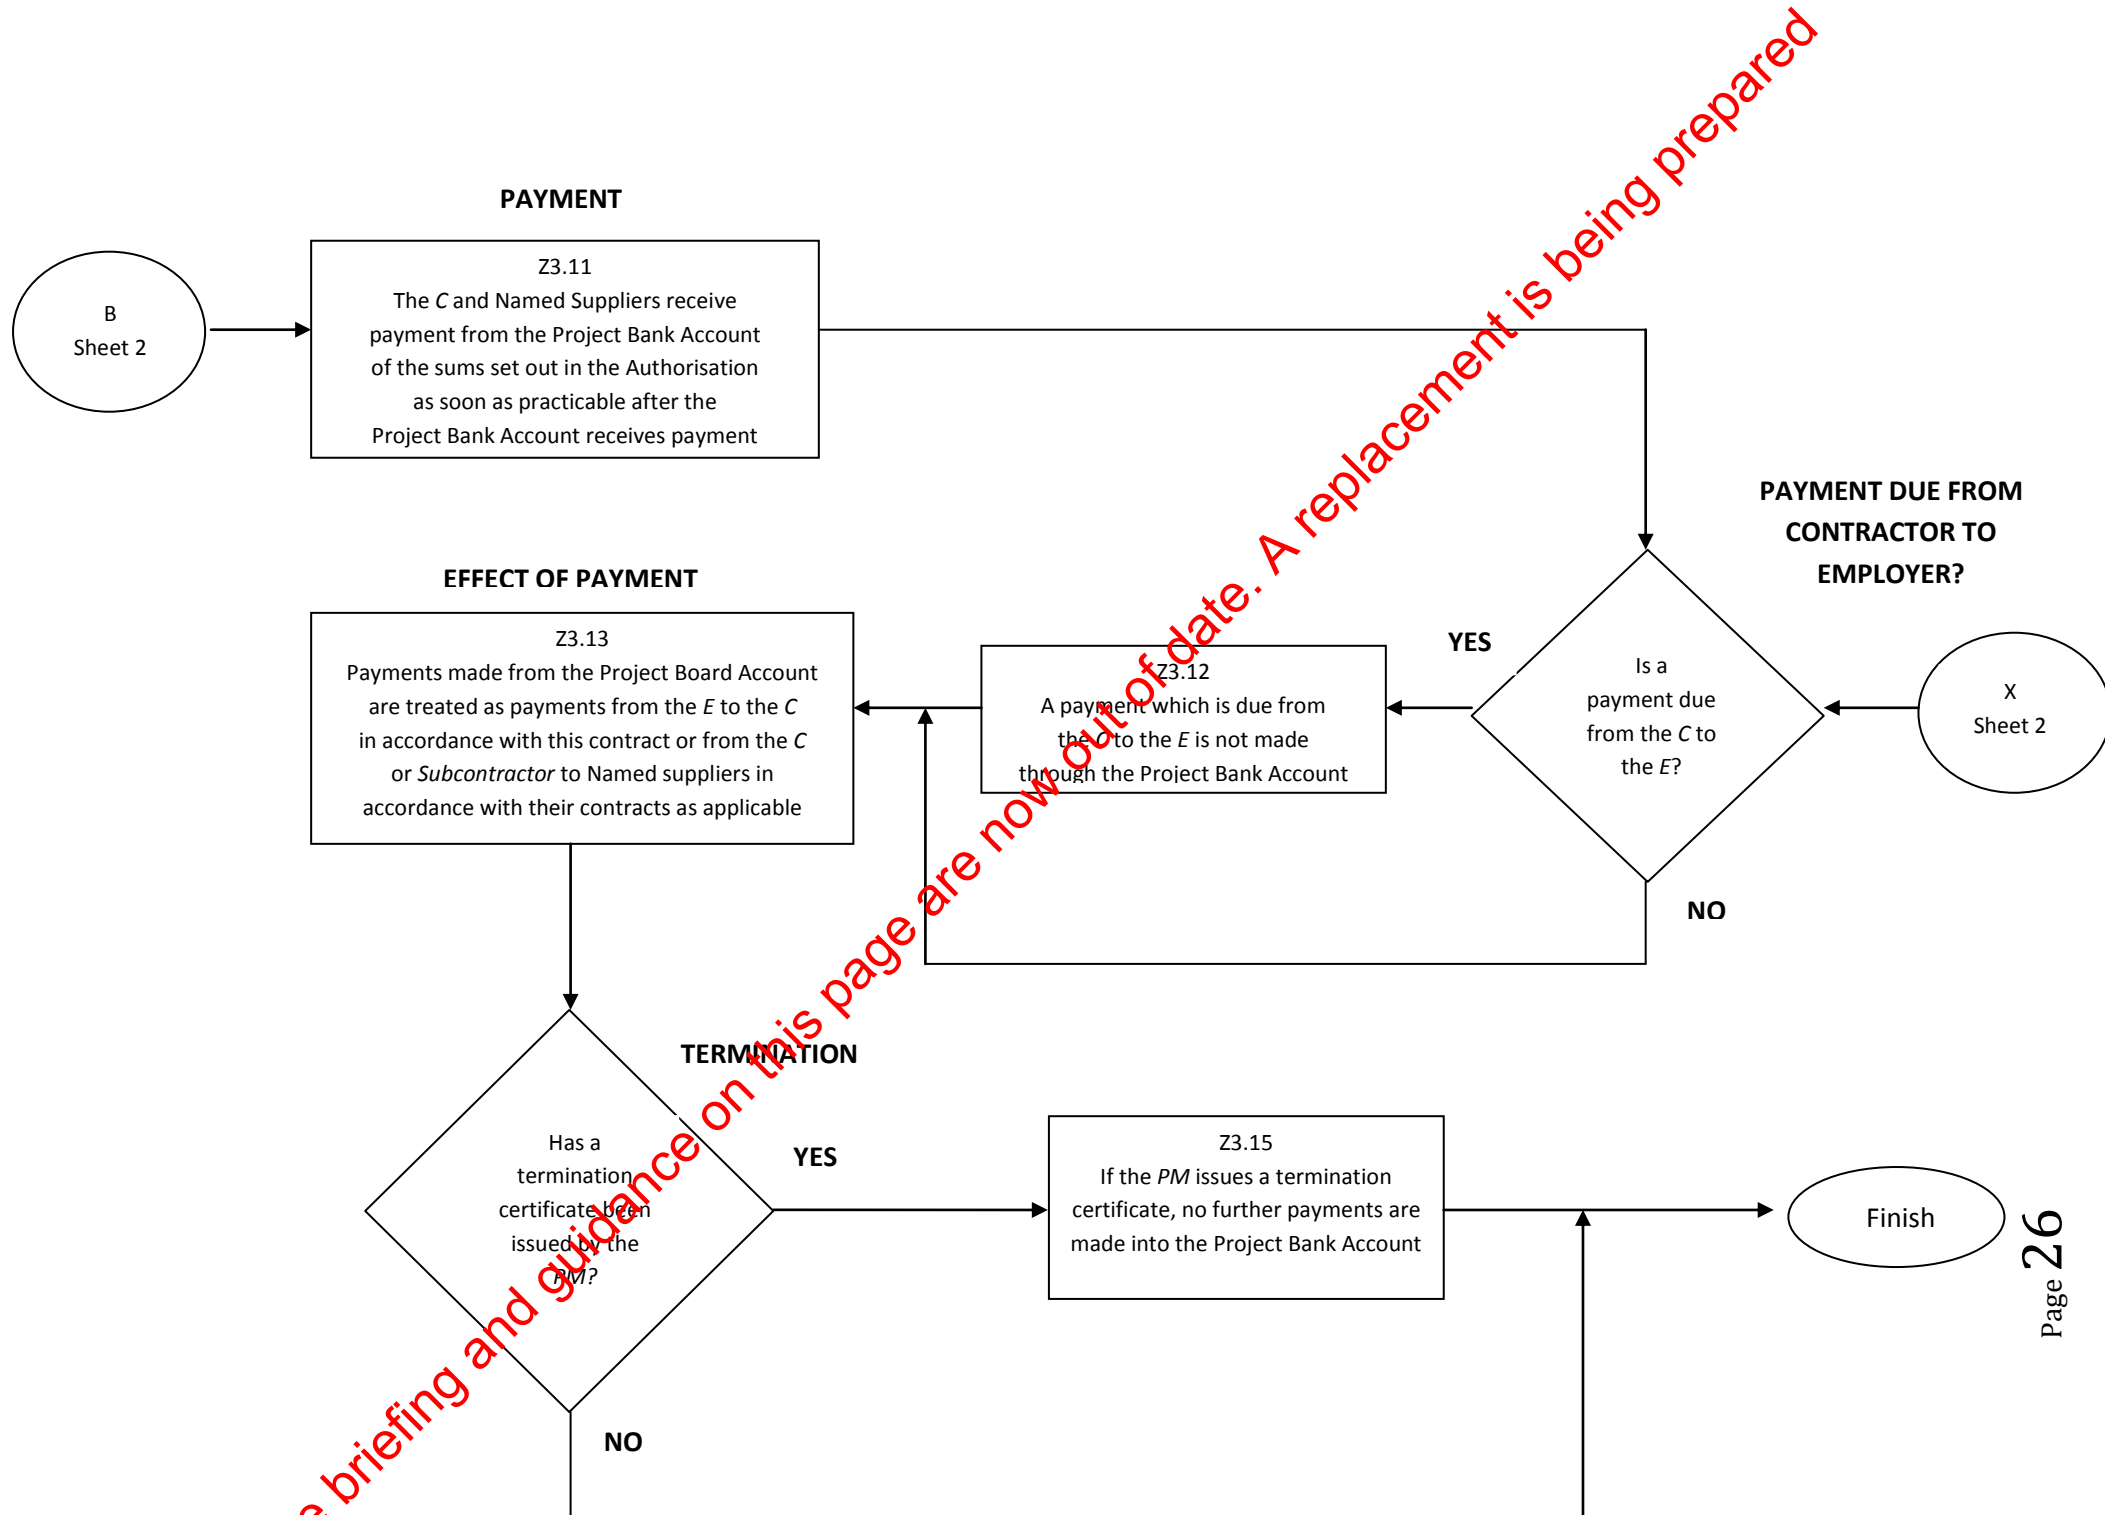 PAYMENT
B
Sheet 2
Z3.11
The C and Named Suppliers receive
payment from the Project Bank Account
of the sums set out in the Authorisation
as soon as practicable after the
Project Bank Account receives payment
PAYMENT DUE FROM
CONTRACTOR TO
EMPLOYER?
EFFECT OF PAYMENT
Z3.13
Payments made from the Project Board Account
are treated as payments from the E to the C
in accordance with this contract or from the C
or Subcontractor to Named suppliers in
accordance with their contracts as applicable
Z3.12
A payment which is due from
the C to the E is not made
through the Project Bank Account
YES
Is a
payment due
from the C to
the E?
X
Sheet 2
NO
TERMINATION
Has a
termination
certificate been
issued by the
PM?
YES
Z3.15
If the PM issues a termination
certificate, no further payments are
made into the Project Bank Account
Finish
NO
Page 26
briefing and guidance on this page are now out of date. A replacement is being prepared